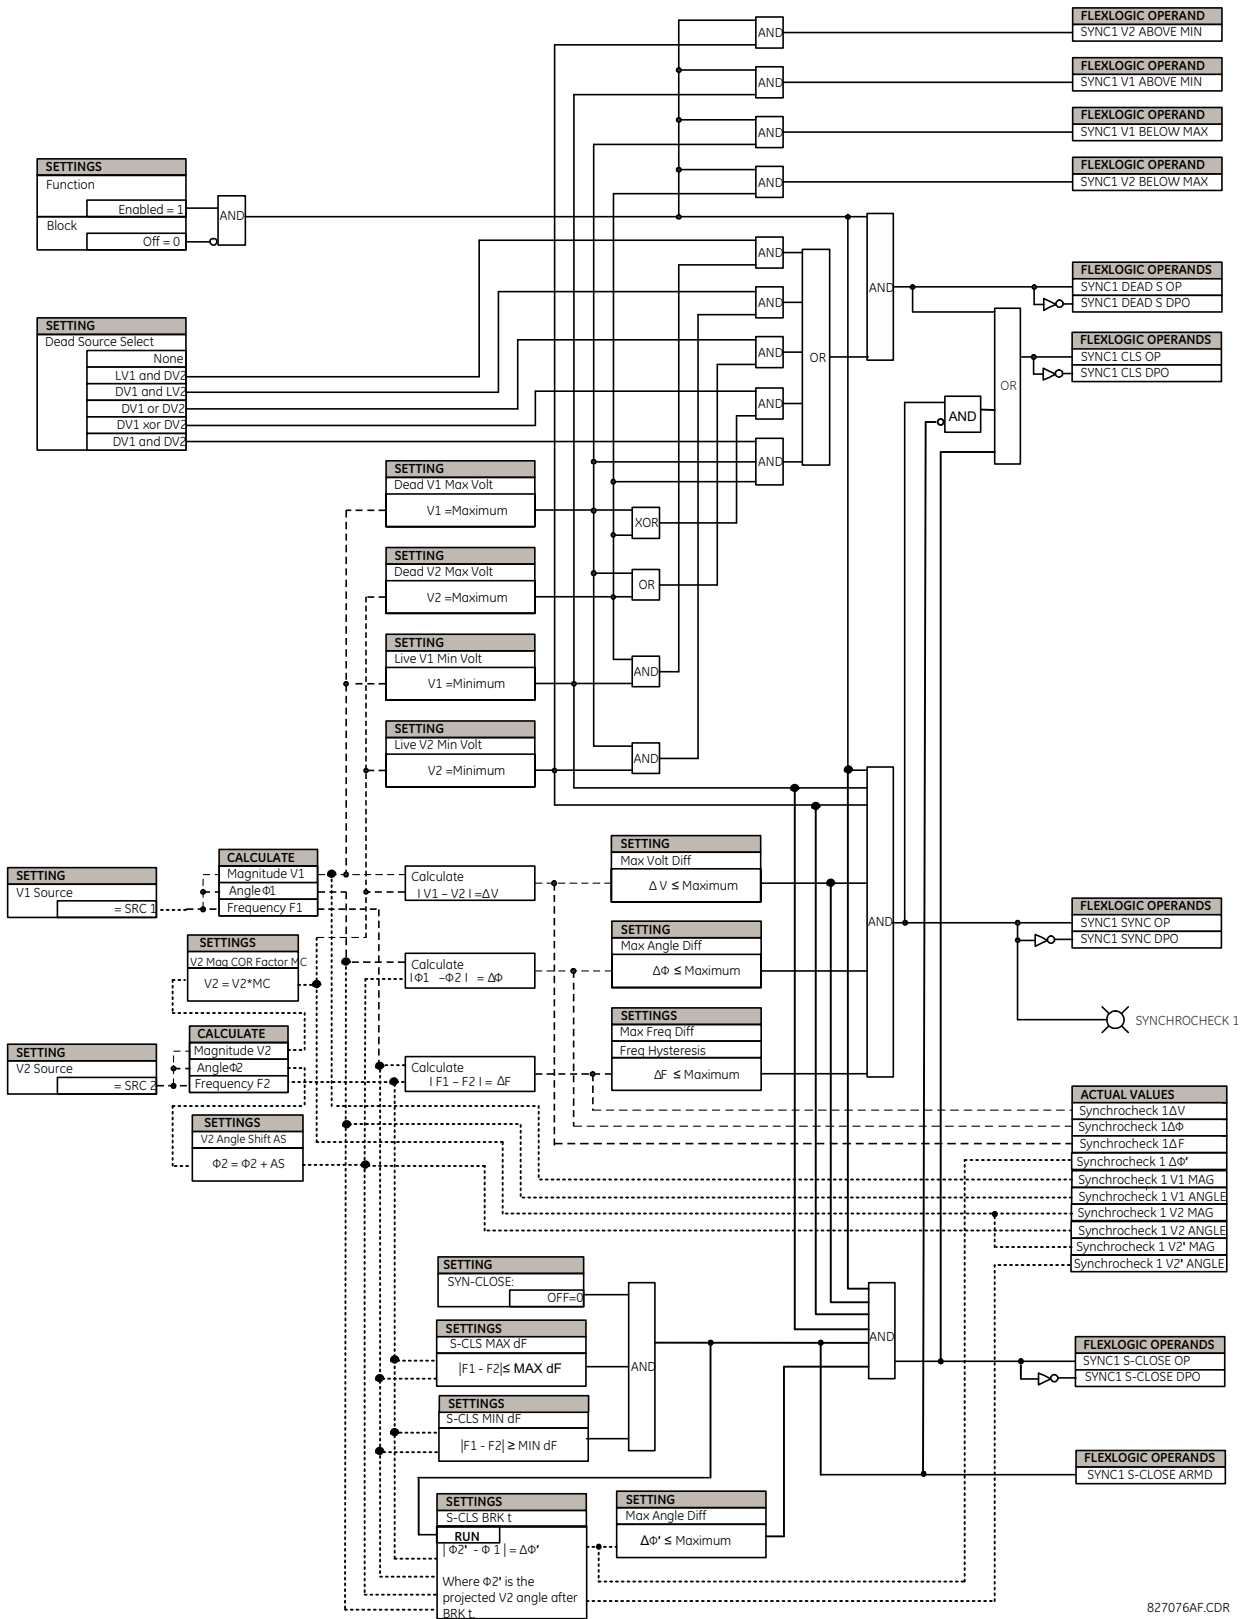 FLEXLOGIC OPERAND
SYNC1 V2 ABOVE MIN
AND
FLEXLOGIC OPERAND
SYNC1 V1 ABOVE MIN
AND
FLEXLOGIC OPERAND
SYNC1 V1 BELOW MAX
AND
FLEXLOGIC OPERAND
SYNC1 V2 BELOW MAX
AND
SETTINGS
Function
Enabled = 1
Block
Off = 0
AND
SETTING
Dead Source Select
None
LV1 and DV2
DV1 and LV2
DV1 or DV2
DV1 xor DV2
DV1 and DV2
AND
AND
AND
AND
AND
OR
AND
FLEXLOGIC OPERANDS
SYNC1 DEAD S OP
SYNC1 DEAD S DPO
FLEXLOGIC OPERANDS
SYNC1 CLS OP
SYNC1 CLS DPO
OR
AND
SETTING
Dead V1 Max Volt
V1 =Maximum
XOR
SETTING
Dead V2 Max Volt
V2 =Maximum
OR
SETTING
Live V1 Min Volt
V1 =Minimum
AND
SETTING
Live V2 Min Volt
V2 =Minimum
AND
SETTING
V1 Source
= SRC 1
CALCULATE
Magnitude V1
AngleΦ1
Frequency F1
Calculate
I V1 – V2 I =ΔV
SETTING
Max Volt Diff
Δ V ≤ Maximum
SETTINGS
V2 Mag COR Factor MC
V2 = V2*MC
Calculate
IΦ1 –Φ2 I = ΔΦ
SETTING
Max Angle Diff
ΔΦ ≤ Maximum
AND
FLEXLOGIC OPERANDS
SYNC1 SYNC OP
SYNC1 SYNC DPO
SYNCHROCHECK 1
SETTING
V2 Source
= SRC 2
CALCULATE
Magnitude V2
AngleΦ2
Frequency F2
Calculate
I F1 – F2 I = ΔF
SETTINGS
Max Freq Diff
Freq Hysteresis
ΔF ≤ Maximum
SETTINGS
V2 Angle Shift AS
Φ2 = Φ2 + AS
ACTUAL VALUES
Synchrocheck 1ΔV
Synchrocheck 1ΔΦ
Synchrocheck 1ΔF
Synchrocheck 1 ΔΦ'
Synchrocheck 1 V1 MAG
Synchrocheck 1 V1 ANGLE
Synchrocheck 1 V2 MAG
Synchrocheck 1 V2 ANGLE
Synchrocheck 1 V2' MAG
Synchrocheck 1 V2' ANGLE
SETTING
SYN-CLOSE:
OFF=0
SETTINGS
S-CLS MAX dF
|F1 - F2|≤ MAX dF
SETTINGS
S-CLS MIN dF
|F1 - F2| ≥ MIN dF
AND
AND
FLEXLOGIC OPERANDS
SYNC1 S-CLOSE OP
SYNC1 S-CLOSE DPO
FLEXLOGIC OPERANDS
SYNC1 S-CLOSE ARMD
SETTINGS
S-CLS BRK t
RUN
| Φ2' - Φ 1 | = ΔΦ'
Where Φ2' is the
projected V2 angle after
BRK t.
SETTING
Max Angle Diff
ΔΦ' ≤ Maximum
827076AF.CDR